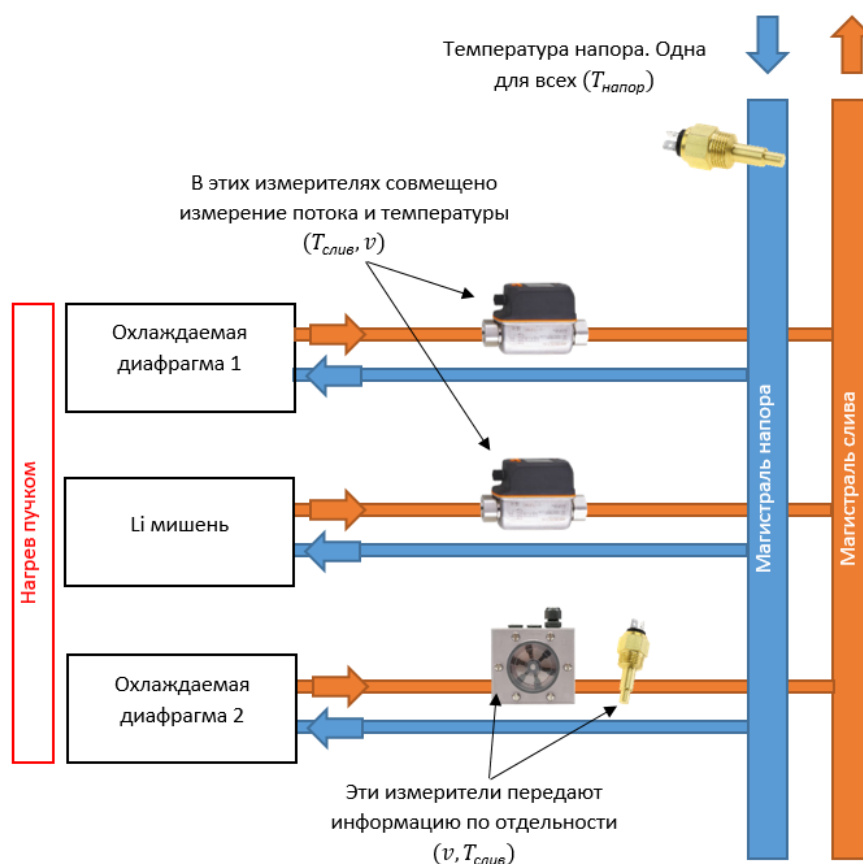 Температура напора. Одна
для всех (Tнапор)
В этих измерителях совмещено
измерение потока и температуры
(Tслив, v)
Нагрев пучком
Охлаждаемая
диафрагма 1
Li мишень
Охлаждаемая
диафрагма 2
Магистраль напора
Магистраль слива
Эти измерители передают
информацию по отдельности
(v, Tслив)